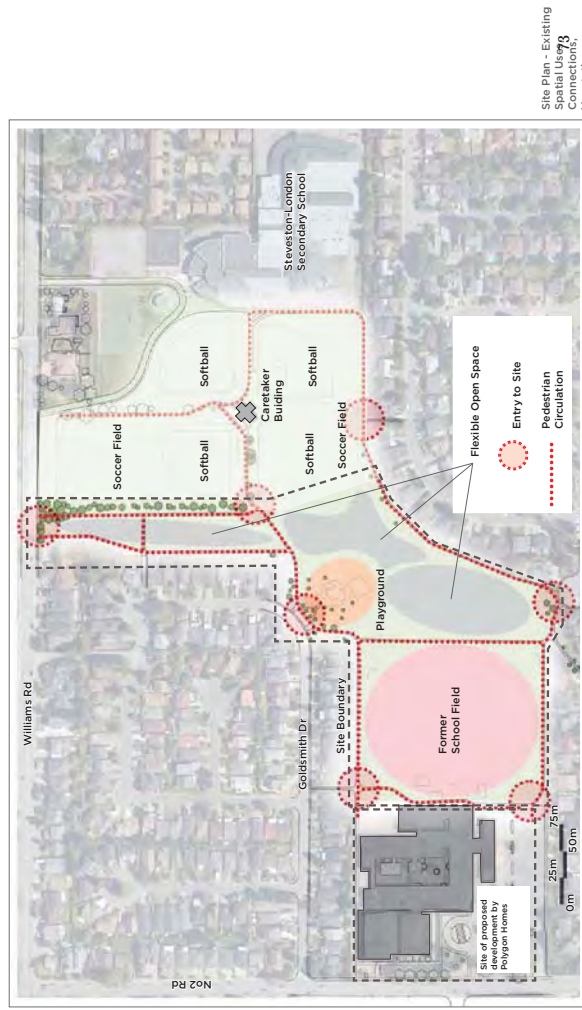 Williams Rd
Soccer Field
Softball
Softball
Caretaker
Buiding
Softball
Softball
Soccer Field
Steveston-London
Secondary School
Goldsmith Dr
Site Boundary
Playground
Former
School Field
No2 Rd
Site of proposed
development by
Polygon Homes
Flexible Open Space
Entry to Site
Pedestrian
Circulation
0m
25m
50m
75m
Site Plan - Existing
Spatial Uses,
Connections,
73